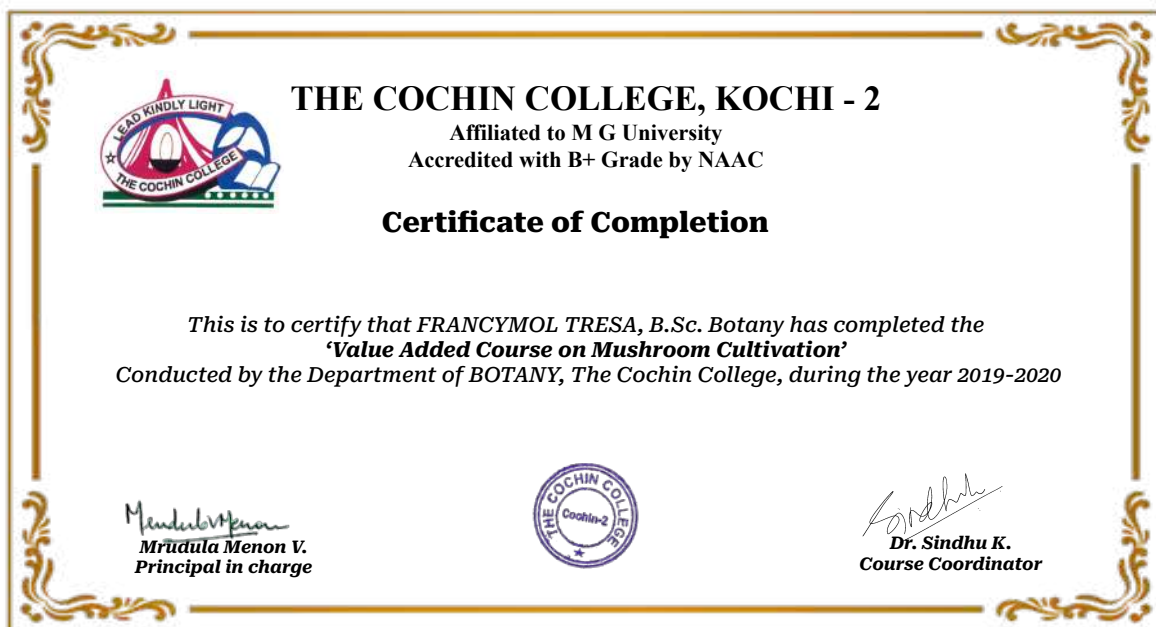 THE COCHIN COLLEGE, KOCHI - 2
Affiliated to M G University
Accredited with B+ Grade by NAAC
LEAD KINDLY LIGHT
THE COCHIN COLLEGE
Certificate of Completion
This is to certify that FRANCYMOL TRESA, B.Sc. Botany has completed the
‘Value Added Course on Mushroom Cultivation’
Conducted by the Department of BOTANY, The Cochin College, during the year 2019-2020
THE COCHIN COLLEGE
Cochin-2
MrudulaVMenon
Mrudula Menon V.
Principal in charge
Sindhu
Dr. Sindhu K.
Course Coordinator